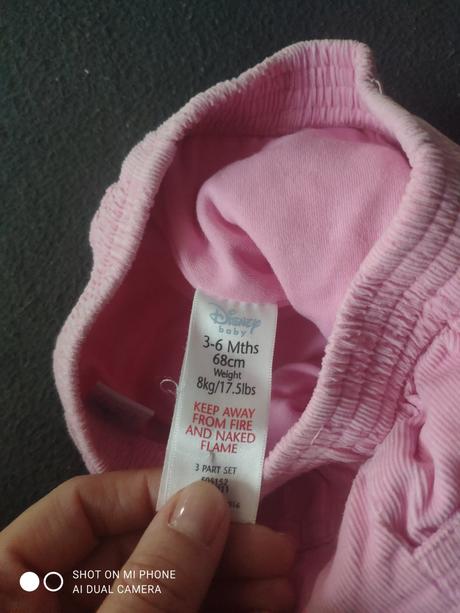 Disney
baby
3-6 Mths
68cm
Weight
8kg/17.5lbs
KEEP AWAY
FROM FIRE
AND NAKED
FLAME
3 PART SET
SHOT ON MI PHONE
AI DUAL CAMERA